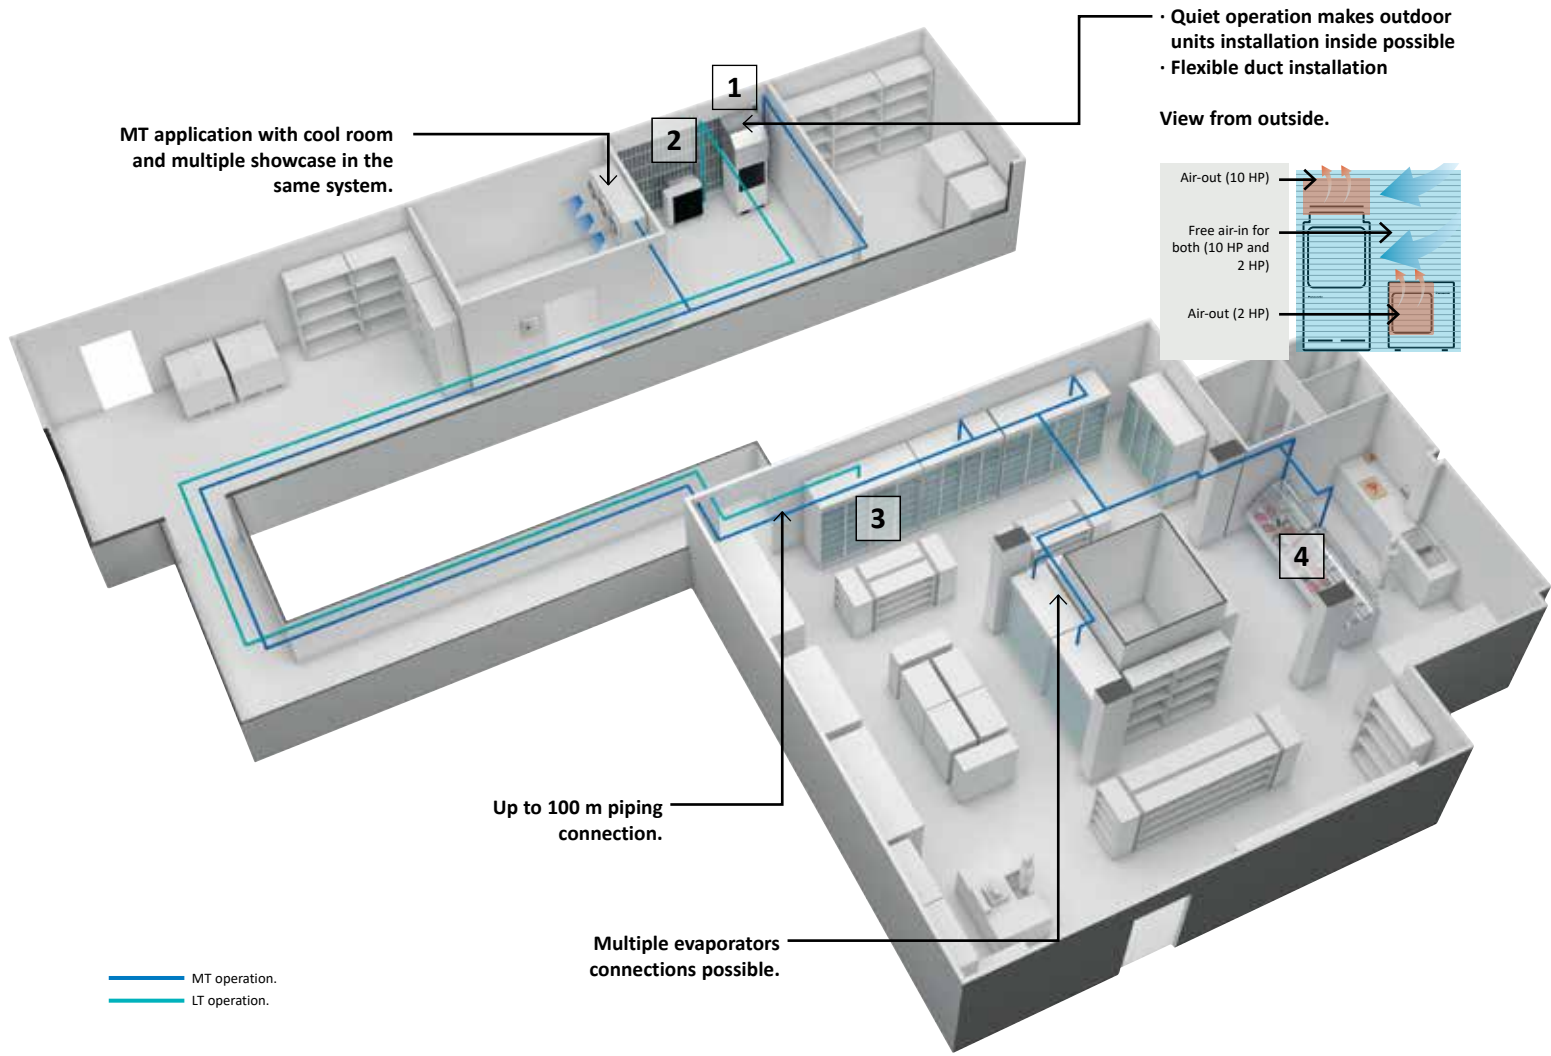 · Quiet operation makes outdoor
units installation inside possible
· Flexible duct installation
View from outside.
1
2
MT application with cool room
and multiple showcase in the
same system.
Air-out (10 HP)
Free air-in for
both (10 HP and
2 HP)
Air-out (2 HP)
3
4
Up to 100 m piping
connection.
Multiple evaporators
connections possible.
MT operation.
LT operation.